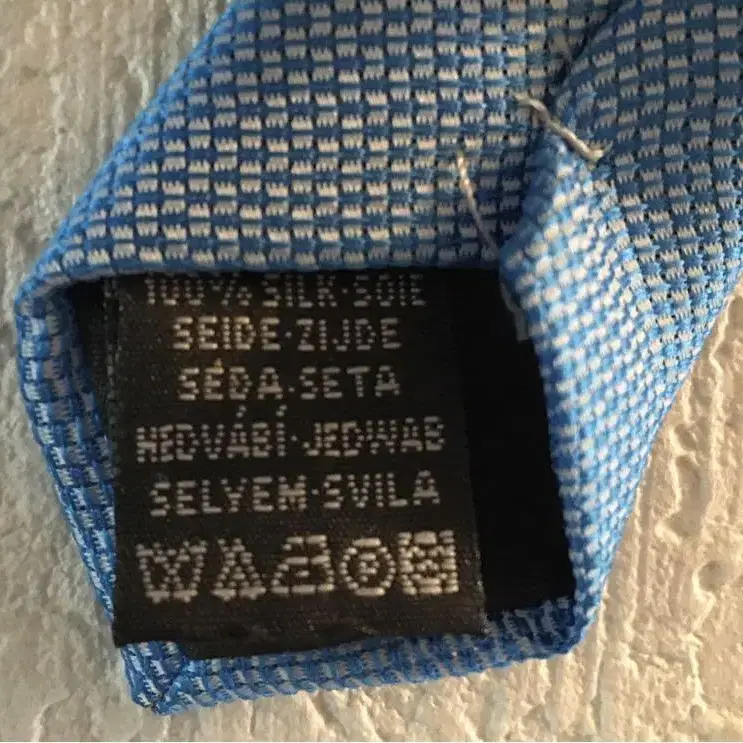 100% SILK·SOIE
SEIDE·ZIJDE
SÉDA·SETA
HEDVÁBÍ·JEDWAB
SELYEM·SVILA
P